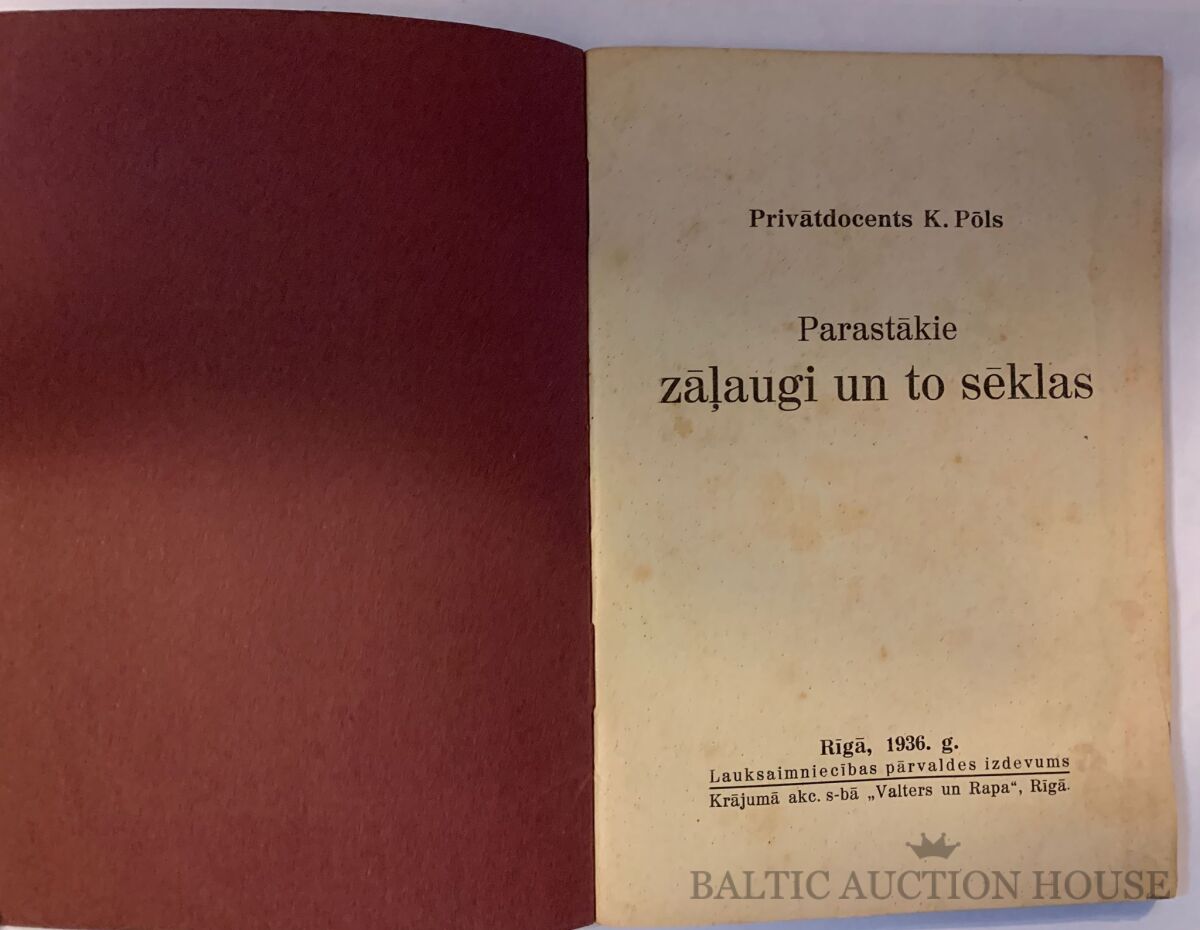 Privātdocents K. Pōls
Parastākie
zāļaugi un to sēklas
Rīgā, 1936. g.
Lauksaimniecības pārvaldes izdevums
Krājumā akc. s-bā „Valters un Rapa“, Rīgā.
BALTIC AUCTION HOUSE